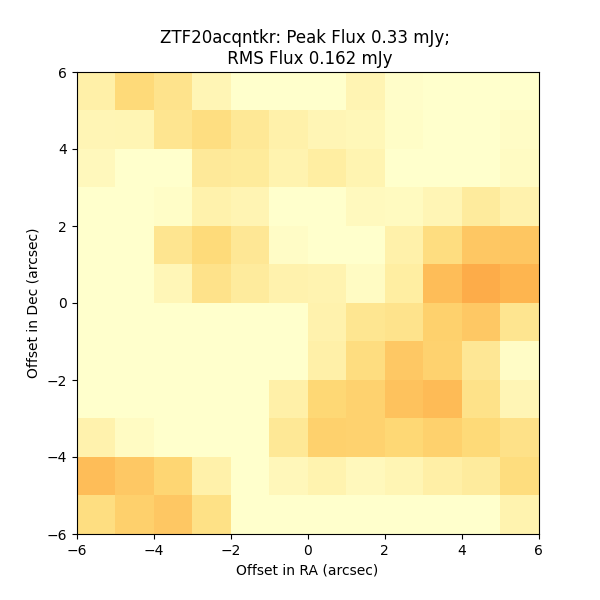 ZTF20acqntkr: Peak Flux 0.33 mJy;
RMS Flux 0.162 mJy
6
4
2
0
−2
−4
−6
Offset in Dec (arcsec)
−6 −4 −2 0 2 4 6
Offset in RA (arcsec)